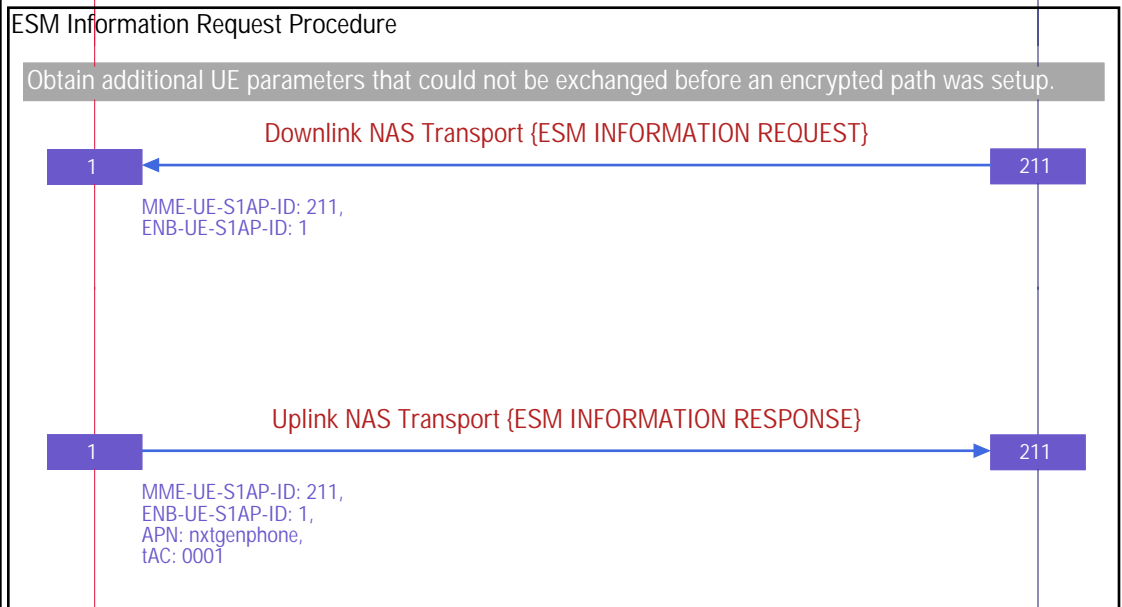 ESM Information Request Procedure
Obtain additional UE parameters that could not be exchanged before an encrypted path was setup.
Downlink NAS Transport {ESM INFORMATION REQUEST}
1
211
MME-UE-S1AP-ID: 211,
ENB-UE-S1AP-ID: 1
Uplink NAS Transport {ESM INFORMATION RESPONSE}
1
211
MME-UE-S1AP-ID: 211,
ENB-UE-S1AP-ID: 1,
APN: nxtgenphone,
tAC: 0001